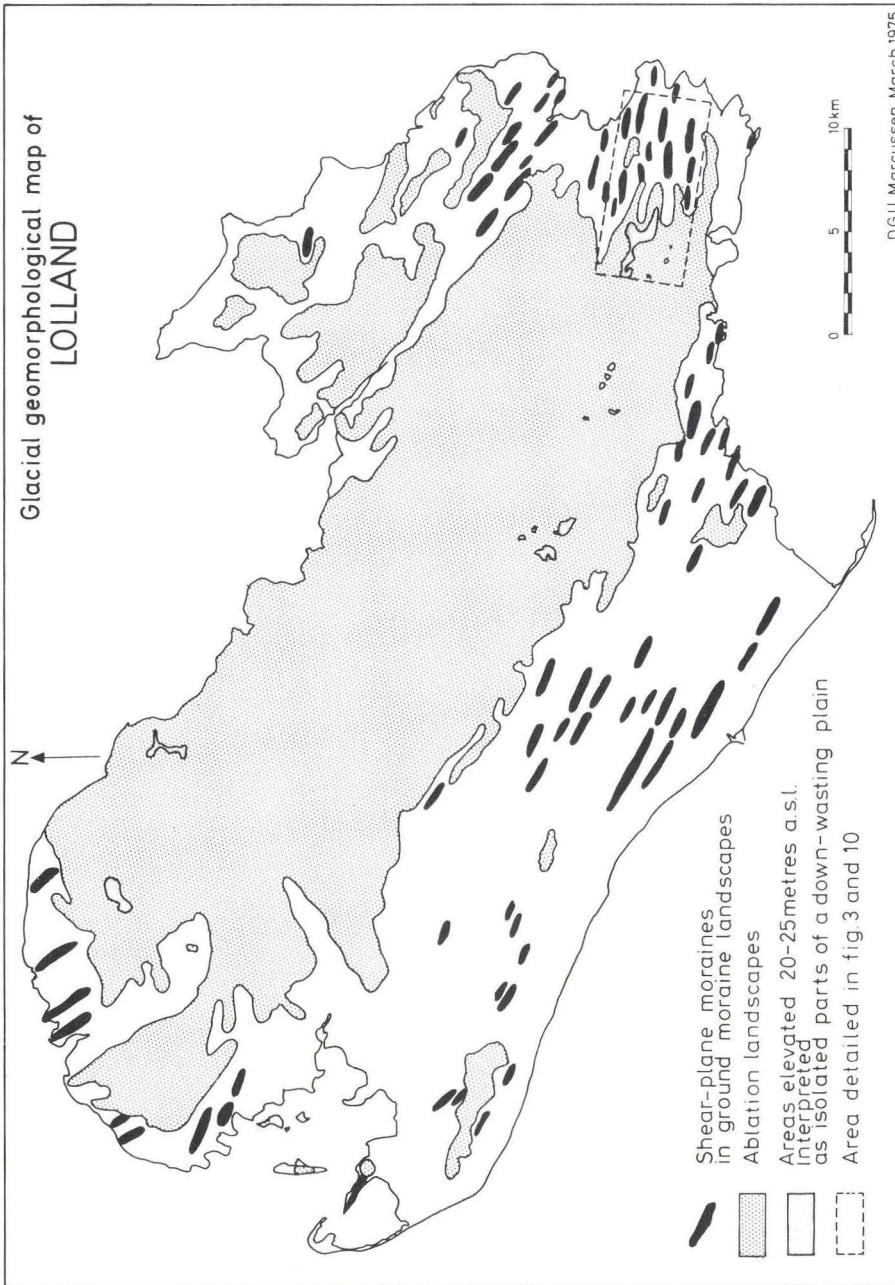 Glacial geomorphological map of
LOLLAND
N
Shear-plane moraines
in ground moraine landscapes
Ablation landscapes
Areas elevated 20-25metres a.s.l.
Interpreted
as isolated parts of a down-wasting plain
Area detailed in fig.3 and 10
0 5 10 km
D.G.U. Marcussen March 1975